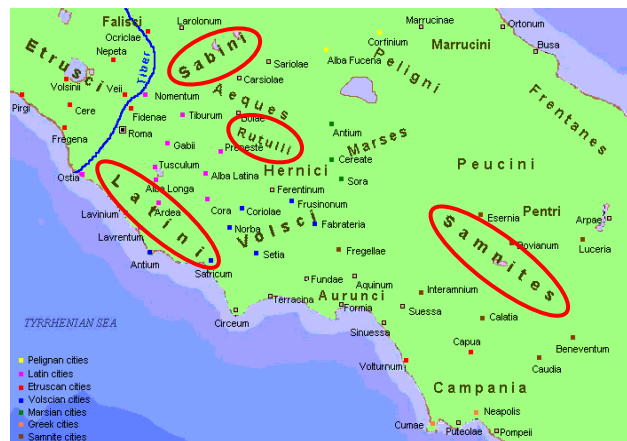 Falisci
Larolonum
Marrucinae
Ortonum
Ocriclae
Nepeta
Etrusci
Sabini
Corfinium
Marrucini
Busa
Sariolae
Alba Fucena
Peligni
Tiber
Volsinii
Veii
Nomentum
Carsiolae
Aeques
Frentanes
Pirgi
Cere
Fidenae
Tiburum
Bolae
Fregena
Roma
Rutulii
Antium
Marses
Gabii
Preneste
Peucini
Tusculum
Hernici
Cereate
Ostia
Alba Longa
Alba Latina
Sora
Latini
Ferentinum
Lavinium
Ardea
Cora
Coriolae
Frusinonum
Esernia
Pentri
Arpae
Lavrentum
Norba
Volsci
Fabrateria
Samnites
Bovianum
Luceria
Antium
Satricum
Setia
Fregellae
Fundae
Aquinum
Interamnium
Aurunci
Terracina
Fornia
Suessa
Circeum
Sinuessa
Calatia
TYRRHENIAN SEA
Capua
Beneventum
Volturnum
Caudia
Campania
Neapolis
Cumae
Puteolae
Pompeii
Pelignan cities
Latin cities
Etruscan cities
Volscian cities
Marsian cities
Greek cities
Samnite cities